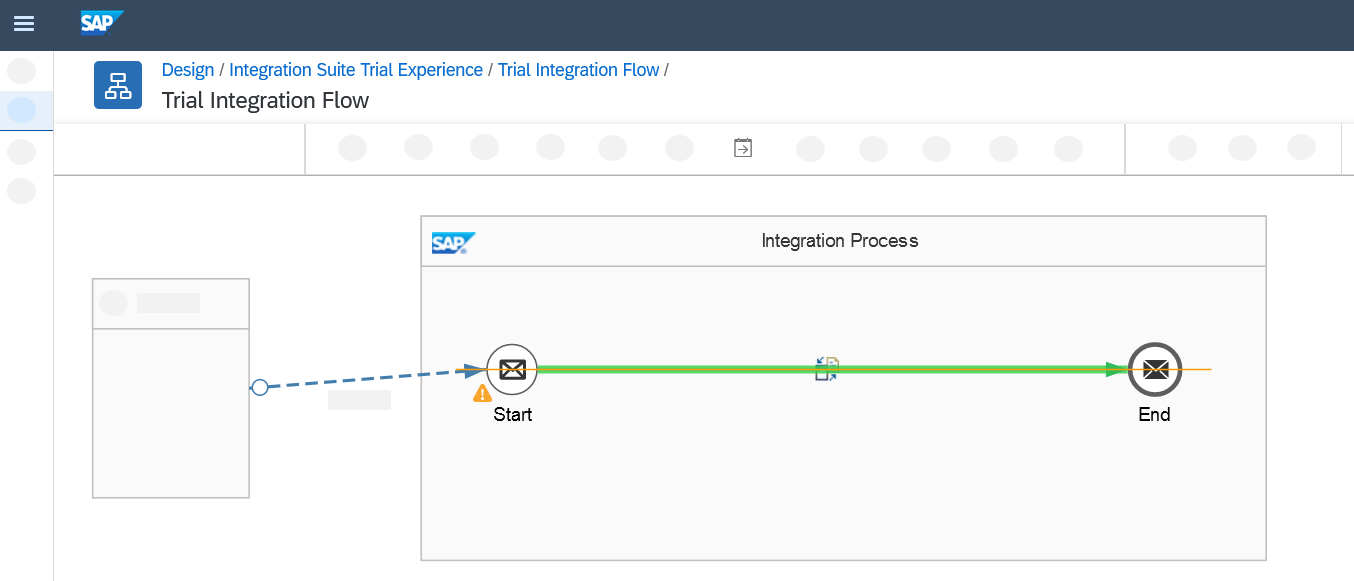 SAP
Design / Integration Suite Trial Experience / Trial Integration Flow /
Trial Integration Flow
SAP
Integration Process
Start
End